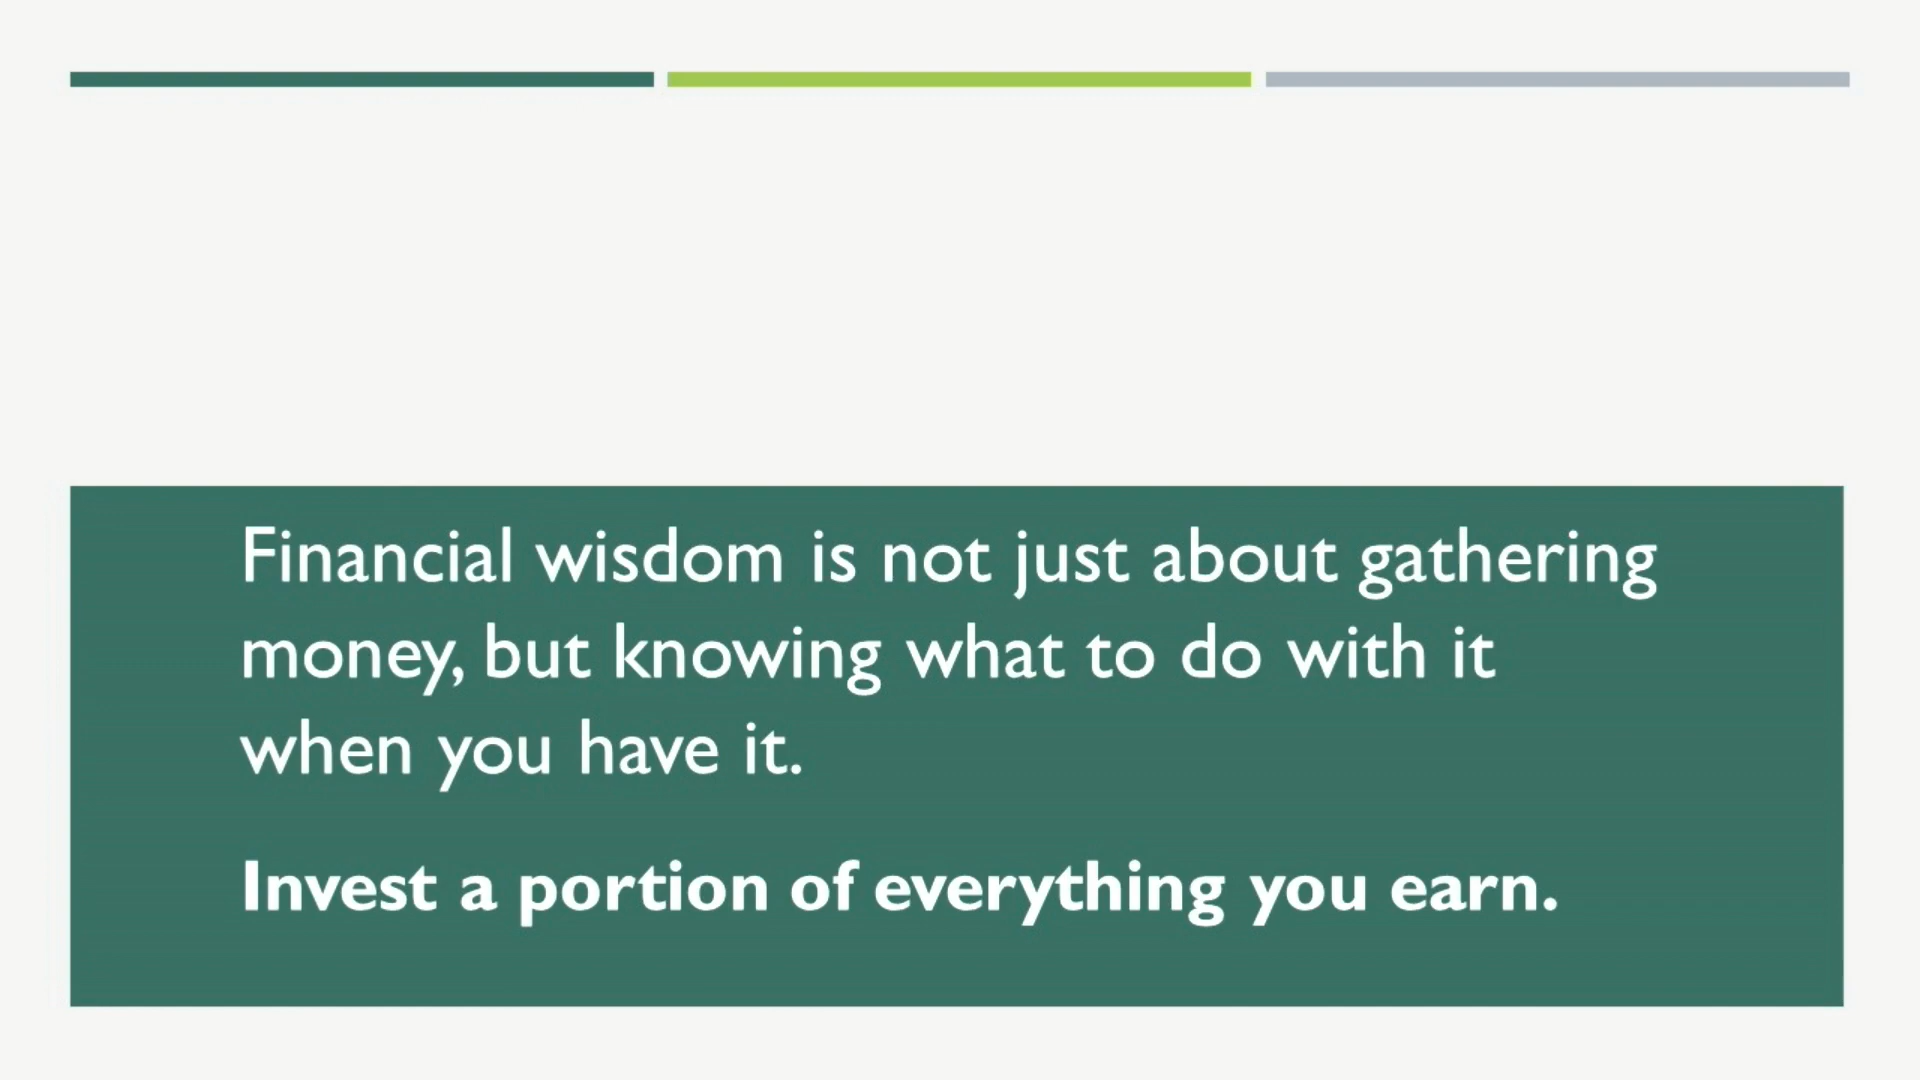 Financial wisdom is not just about gathering
money, but knowing what to do with it
when you have it.
Invest a portion of everything you earn.